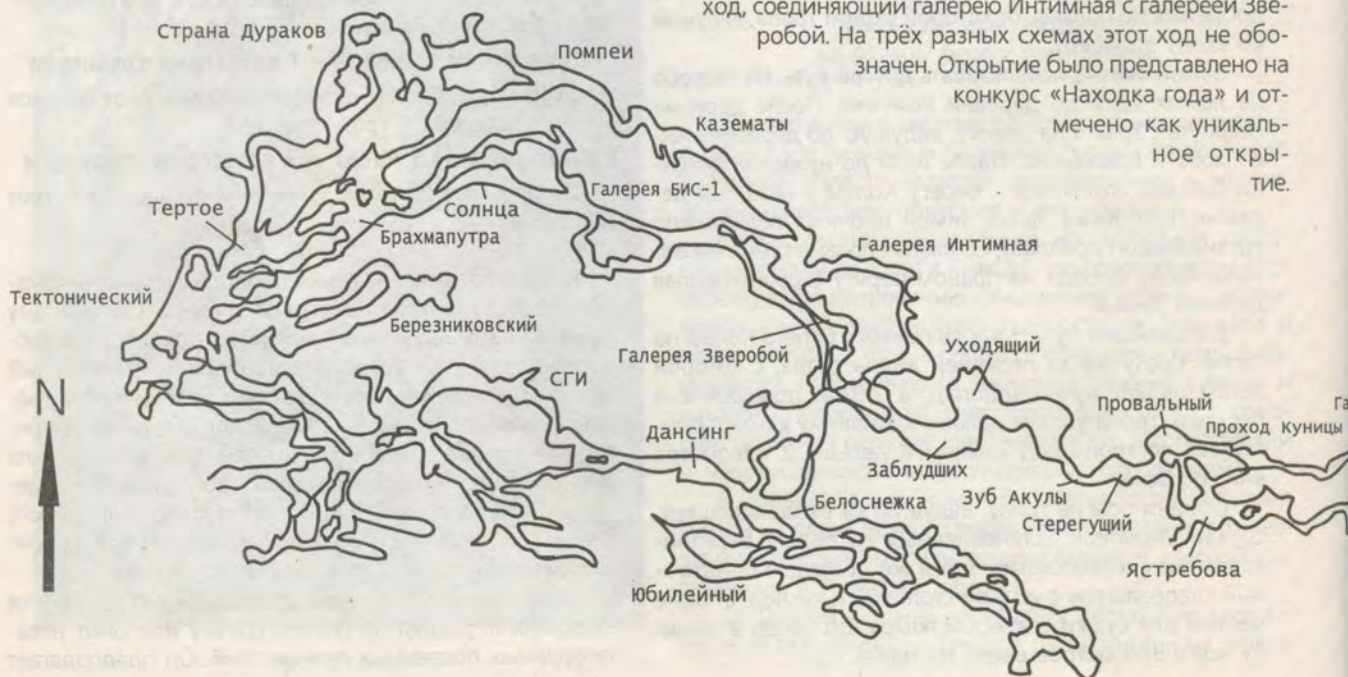 ход, соединяющий галерею Интимная с галереей Зве-
робой. На трёх разных схемах этот ход не обо-
значен. Открытие было представлено на
конкурс «Находка года» и от-
мечено как уникаль-
ное откры-
тие.
Страна Дураков
Помпеи
Казематы
Галерея БИС-1
Солнца
Тертое
Брахмапутра
Галерея Интимная
Тектонический
Березниковский
Галерея Зверобой
Уходящий
СГИ
N
Провальный
Га
Проход Куницы
Дансинг
Заблудших
Зуб Акулы
Белоснежка
Стерегущий
Ястребова
Юбилейный